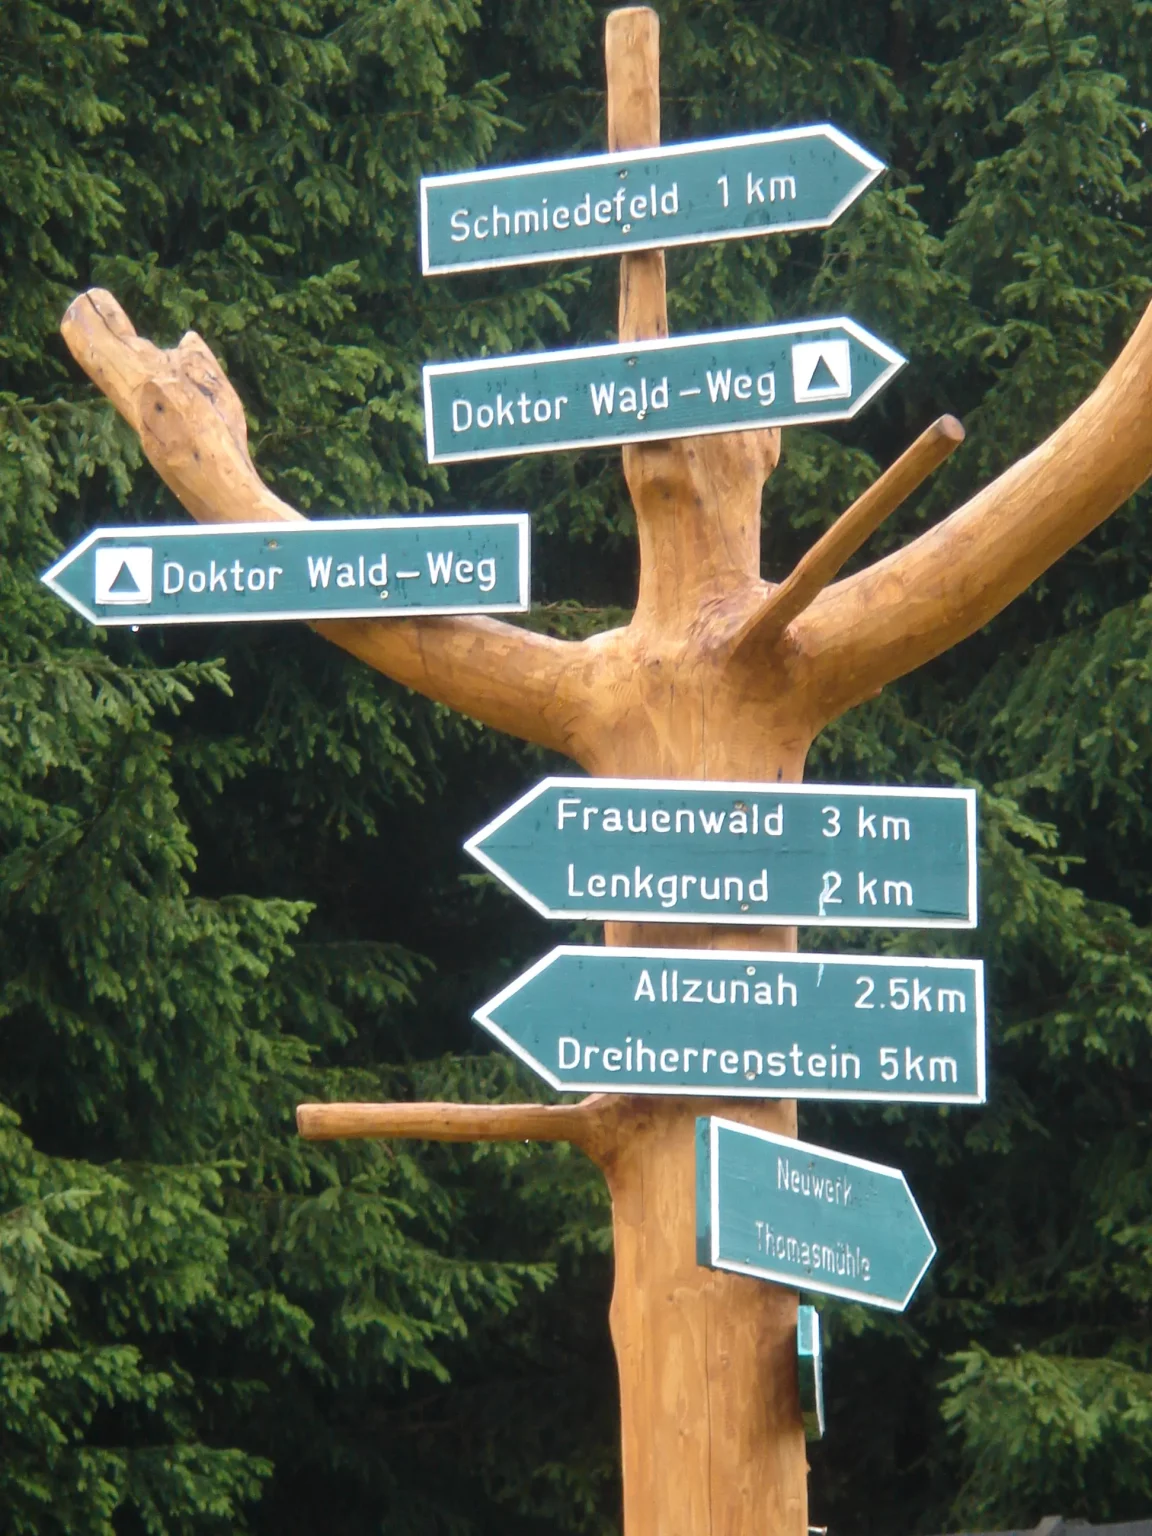 Schmiedefeld 1 km
Doktor Wald-Weg
Doktor Wald-Weg
Frauenwald 3 km
Lenkgrund 2 km
Allzunah 2.5km
Dreiherrenstein 5km
Neuwerk
Thomasmühle